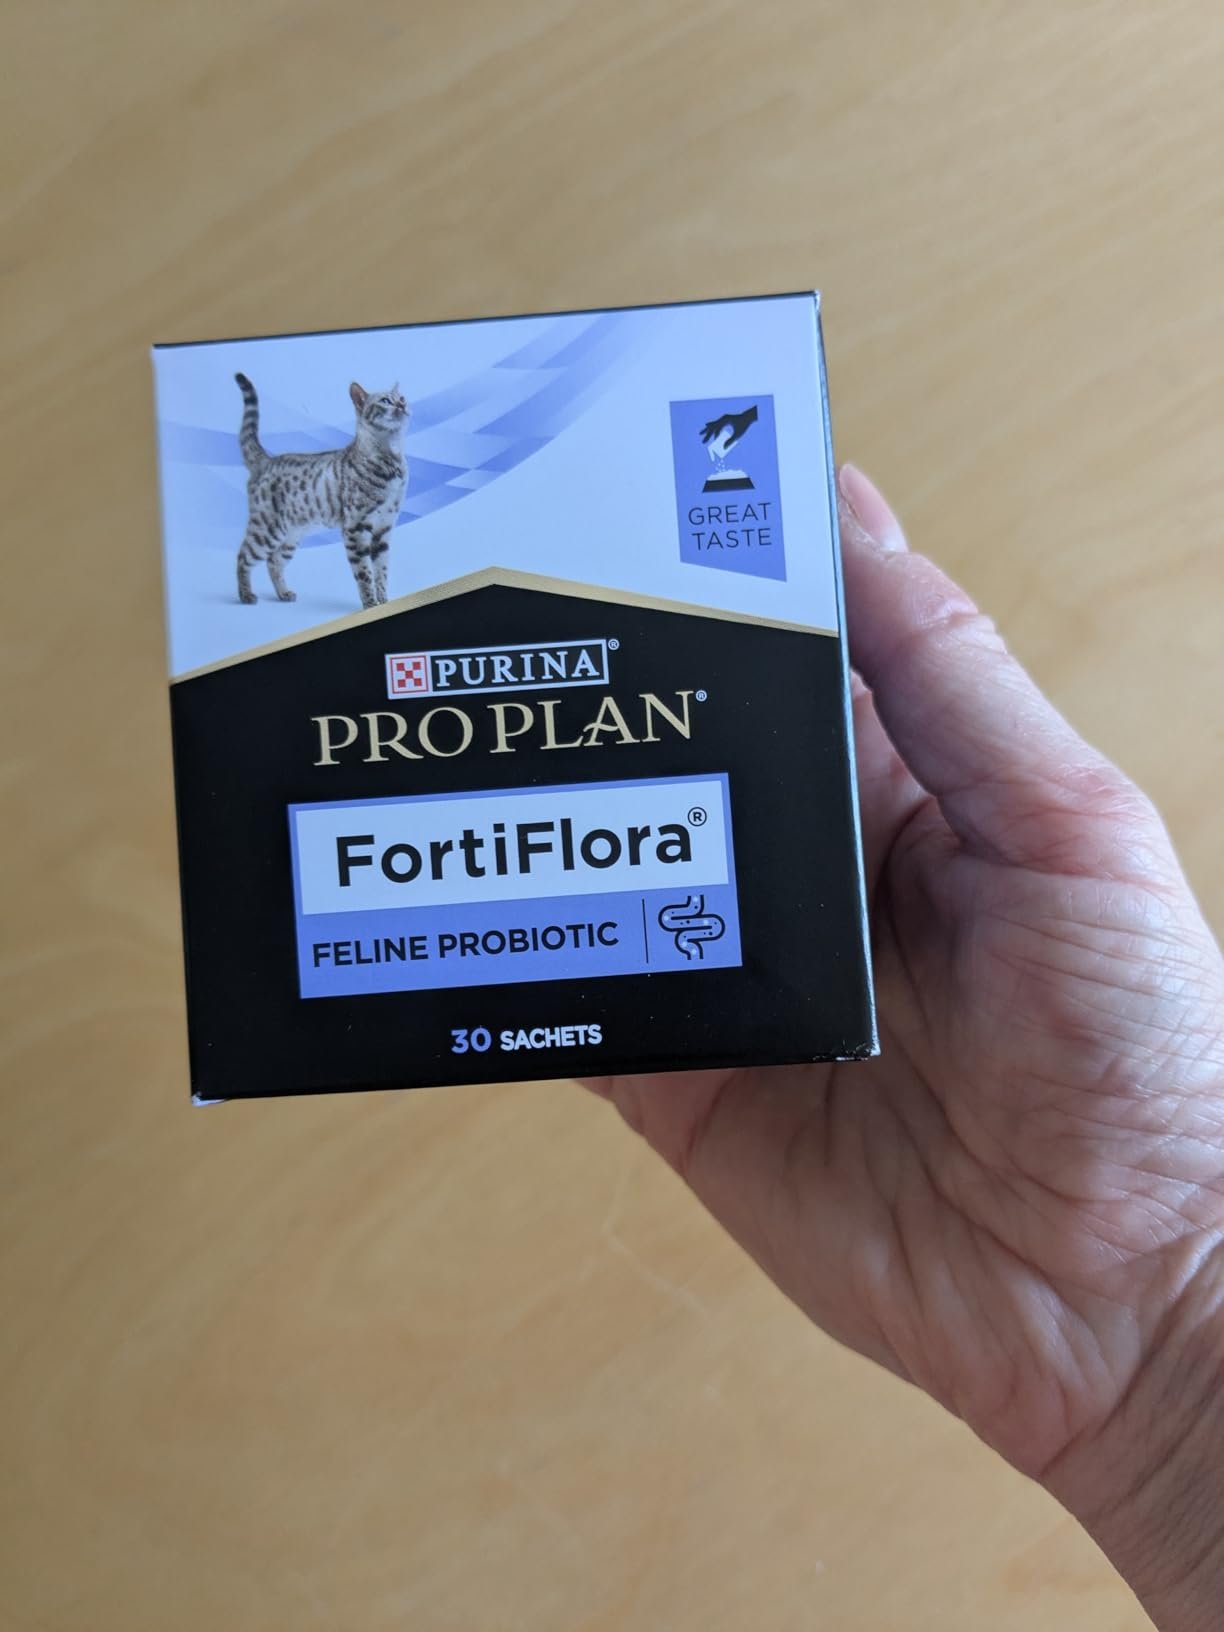 GREAT
TASTE
PURINA®
PRO PLAN®
FortiFlora®
FELINE PROBIOTIC
30 SACHETS